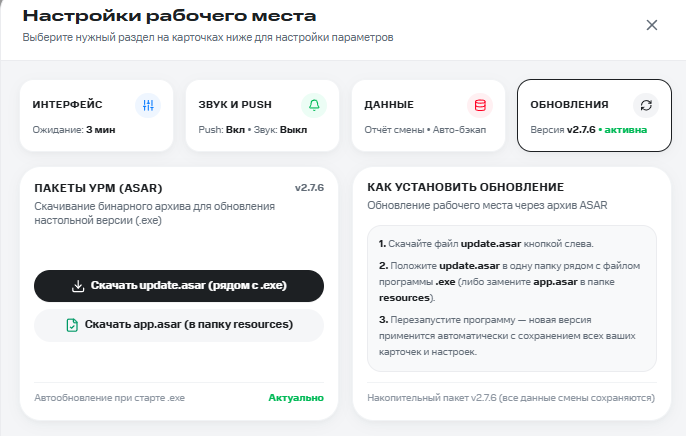 Настройки рабочего места
Выберите нужный раздел на карточках ниже для настройки параметров
ИНТЕРФЕЙС
Ожидание: 3 мин
ЗВУК И PUSH
Push: Вкл • Звук: Выкл
ДАННЫЕ
Отчёт смены • Авто-бэкап
ОБНОВЛЕНИЯ
Версия v2.7.6 • активна
ПАКЕТЫ УРМ (ASAR)
v2.7.6
Скачивание бинарного архива для обновления
настольной версии (.exe)
Скачать update.asar (рядом с .exe)
Скачать app.asar (в папку resources)
Автообновление при старте .exe
Актуально
КАК УСТАНОВИТЬ ОБНОВЛЕНИЕ
Обновление рабочего места через архив ASAR
1. Скачайте файл update.asar кнопкой слева.
2. Положите update.asar в одну папку рядом с файлом
программы .exe (либо замените app.asar в папке
resources).
3. Перезапустите программу — новая версия
применится автоматически с сохранением всех ваших
карточек и настроек.
Накопительный пакет v2.7.6 (все данные смены сохраняются)